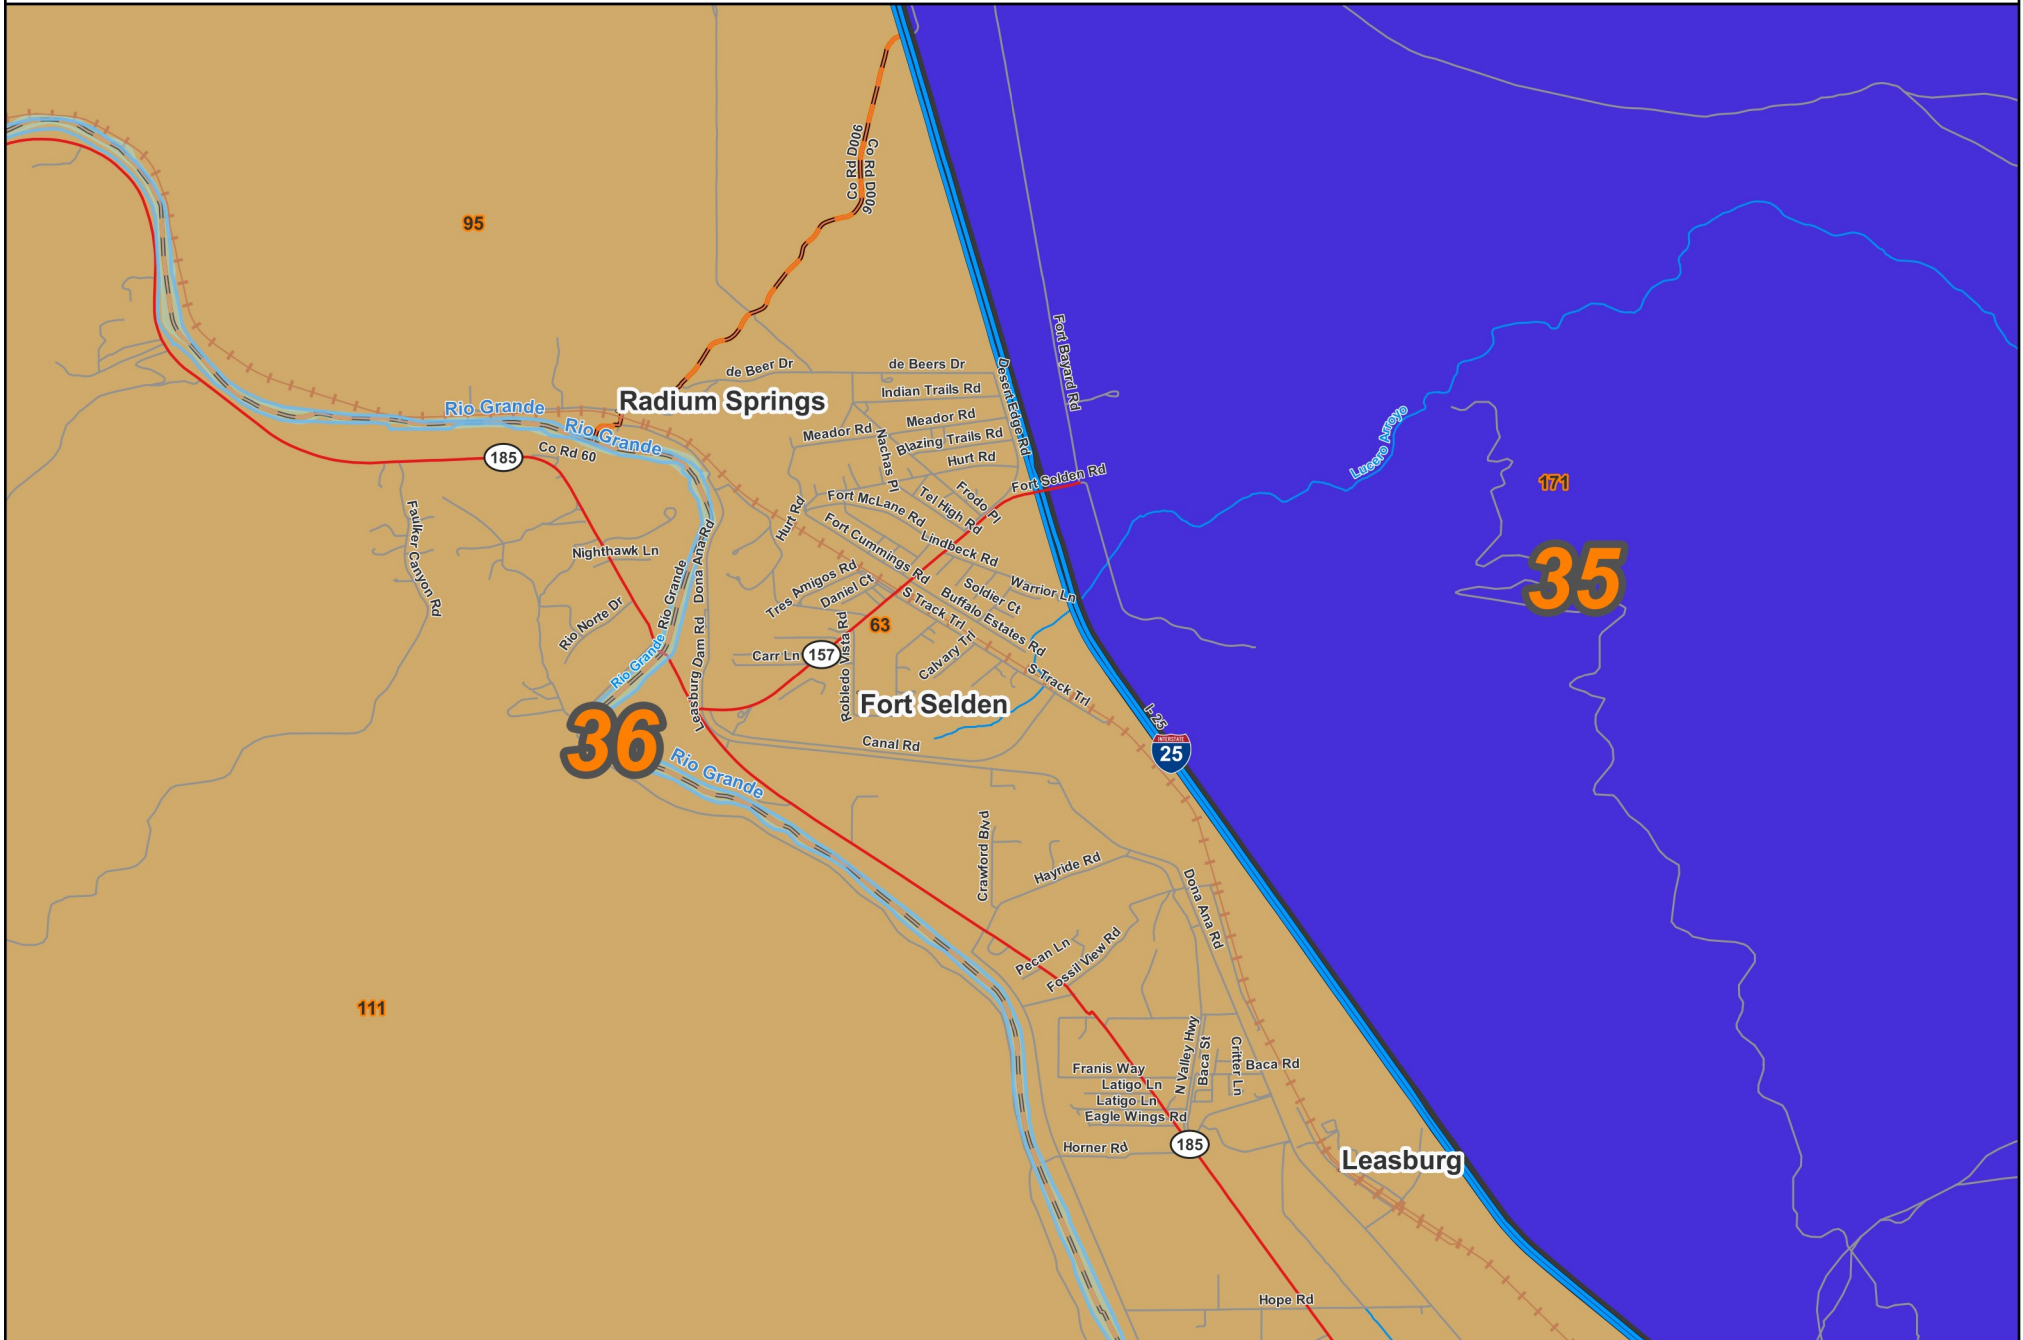 Co Rd D006
Co Rd D006
95
Fort Bayard Rd
de Beer Dr
de Beers Dr
Desert Edge Rd
Indian Trails Rd
Radium Springs
Rio Grande
Rio Grande
Meador Rd
Meador Rd
Nachas Pl
Blazing Trails Rd
Hurt Rd
185
Co Rd 60
Fort Selden Rd
Lucero Arroyo
171
Frodo Pl
Tel High Rd
Fort McLane Rd
Hurt Rd
Fort Cummings Rd
Lindbeck Rd
Faulker Canyon Rd
Nighthawk Ln
Dona Ana Rd
Rio Grande
35
Tres Amigos Rd
Daniel Ct
Warrior Ln
Soldier Ct
Buffalo Estates Rd
S Track Trl
Rio Norte Dr
63
Rio Grande
Leasburg Dam Rd
Carr Ln
157
Robledo Vista Rd
Calvary Trl
S Track Trl
Fort Selden
36
Canal Rd
I- 25
INTERSTATE
25
Rio Grande
Crawford Blvd
Hayride Rd
Dona Ana Rd
Pecan Ln
Fossil View Rd
111
N Valley Hwy
Baca St
Critter Ln
Baca Rd
Franis Way
Latigo Ln
Latigo Ln
Eagle Wings Rd
Horner Rd
185
Leasburg
Hope Rd